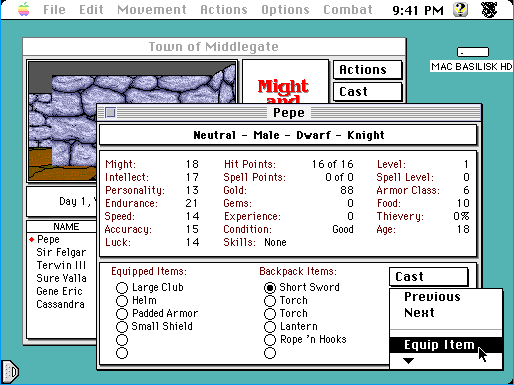 File Edit Movement Actions Options Combat 9:41 PM
Town of Middlegate
MAC BASILISK HD
Might
and
Actions
Cast
Day 1,
NAME
Pepe
Sir Felgar
Terwin III
Sure Valla
Gene Eric
Cassandra
Pepe
Neutral - Male - Dwarf - Knight
Might: 18 Hit Points: 16 of 16 Level: 1
Intellect: 17 Spell Points: 0 of 0 Spell Level: 0
Personality: 13 Gold: 88 Armor Class: 6
Endurance: 21 Gems: 0 Food: 10
Speed: 14 Experience: 0 Thievery: 0%
Accuracy: 15 Condition: Good Age: 18
Luck: 14 Skills: None
Equipped Items: Backpack Items:
Large Club Short Sword
Helm Torch
Padded Armor Torch
Small Shield Lantern
Rope 'n Hooks
Cast
Previous
Next
Equip Item